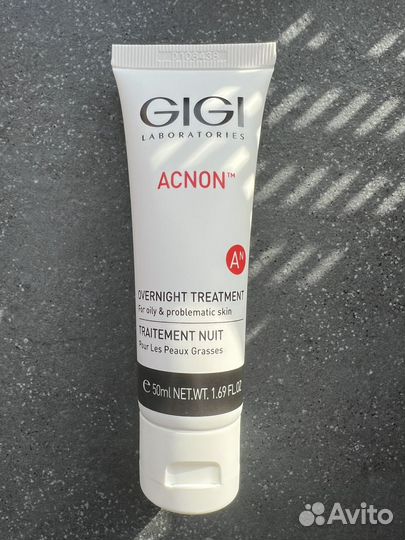 GIGI
LABORATORIES
ACNON™
AN
OVERNIGHT TREATMENT
For oily & problematic skin
TRAITEMENT NUIT
Pour Les Peaux Grasses
℮ 50ml NET.WT. 1.69 FL.OZ
Avito